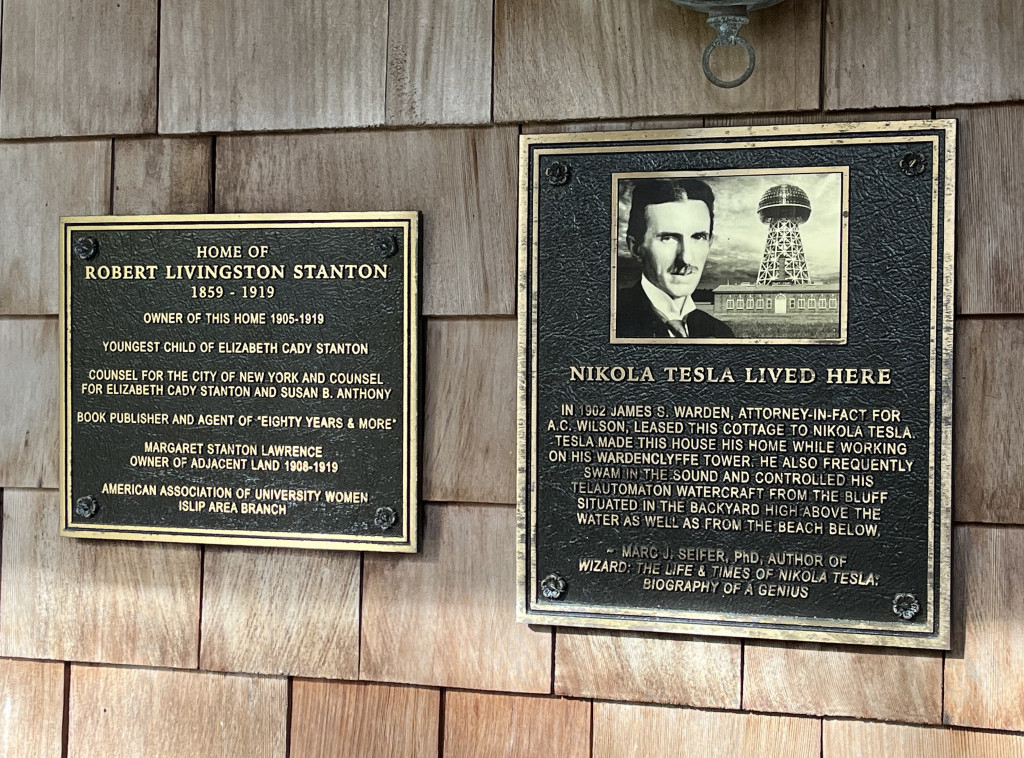 HOME OF
ROBERT LIVINGSTON STANTON
1859 - 1919
OWNER OF THIS HOME 1905-1919
YOUNGEST CHILD OF ELIZABETH CADY STANTON
COUNSEL FOR THE CITY OF NEW YORK AND COUNSEL
FOR ELIZABETH CADY STANTON AND SUSAN B. ANTHONY
BOOK PUBLISHER AND AGENT OF "EIGHTY YEARS & MORE"
MARGARET STANTON LAWRENCE
OWNER OF ADJACENT LAND 1908-1919
AMERICAN ASSOCIATION OF UNIVERSITY WOMEN
ISLIP AREA BRANCH
NIKOLA TESLA LIVED HERE
IN 1902 JAMES S. WARDEN, ATTORNEY-IN-FACT FOR
A.C. WILSON, LEASED THIS COTTAGE TO NIKOLA TESLA.
TESLA MADE THIS HOUSE HIS HOME WHILE WORKING
ON HIS WARDENCLYFFE TOWER. HE ALSO FREQUENTLY
SWAM IN THE SOUND AND CONTROLLED HIS
TELAUTOMATON WATERCRAFT FROM THE BLUFF
SITUATED IN THE BACKYARD HIGH ABOVE THE
WATER AS WELL AS FROM THE BEACH BELOW.
~ MARC J. SEIFER, PhD, AUTHOR OF
WIZARD: THE LIFE & TIMES OF NIKOLA TESLA:
BIOGRAPHY OF A GENIUS